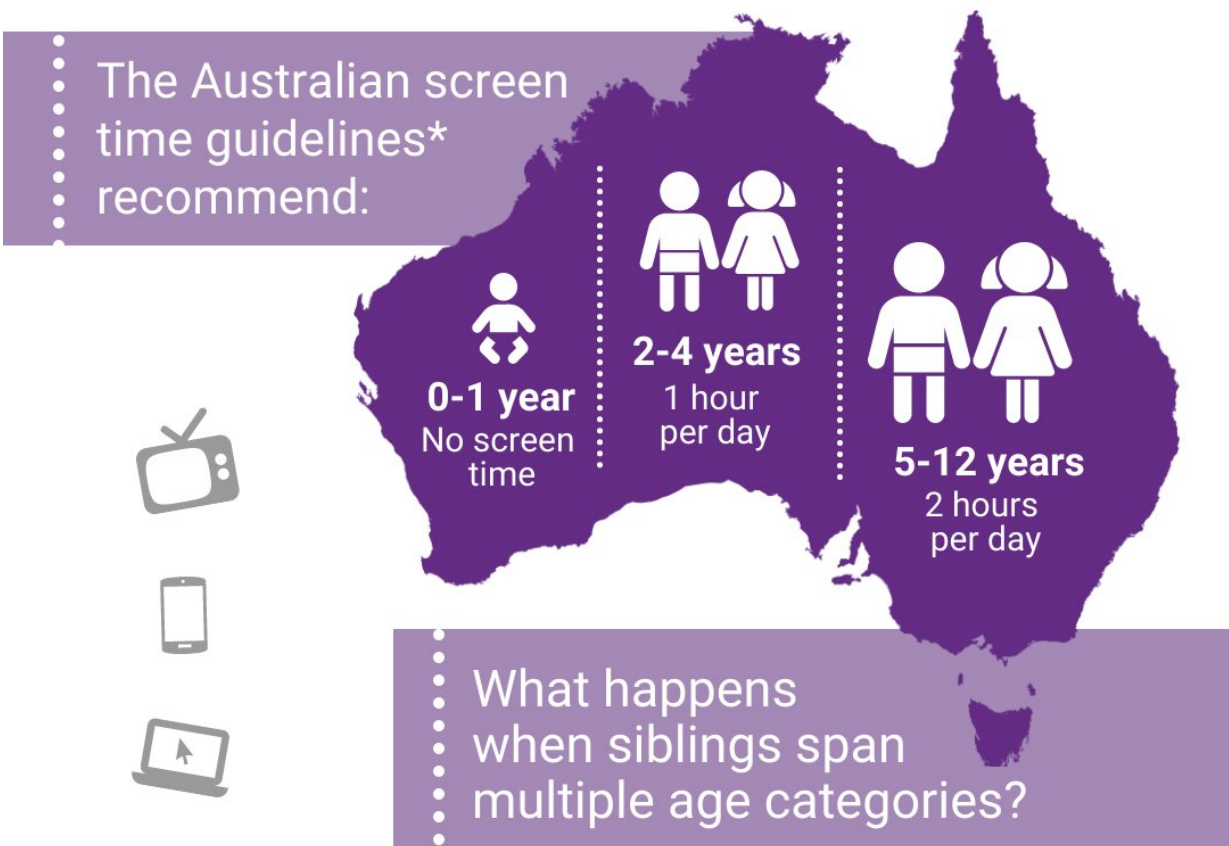 The Australian screen
time guidelines*
recommend:
0-1 year
No screen
time
2-4 years
1 hour
per day
5-12 years
2 hours
per day
What happens
when siblings span
multiple age categories?